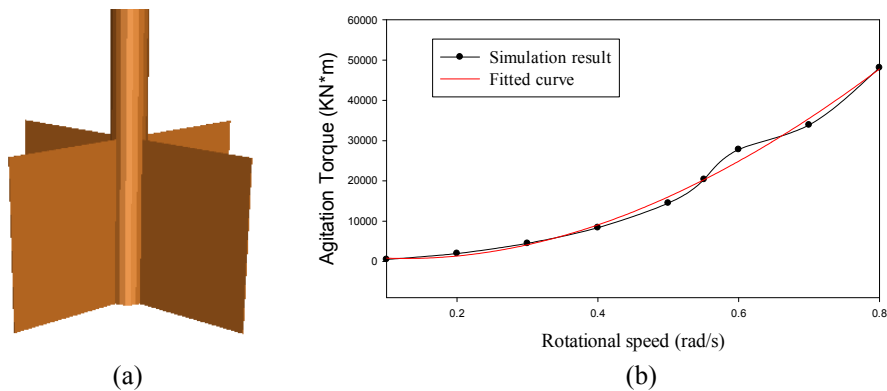 60000
50000
40000
30000
20000
10000
0
Agitation Torque (KN*m)
Simulation result
Fitted curve
0.2 0.4 0.6 0.8
Rotational speed (rad/s)
(a) (b)